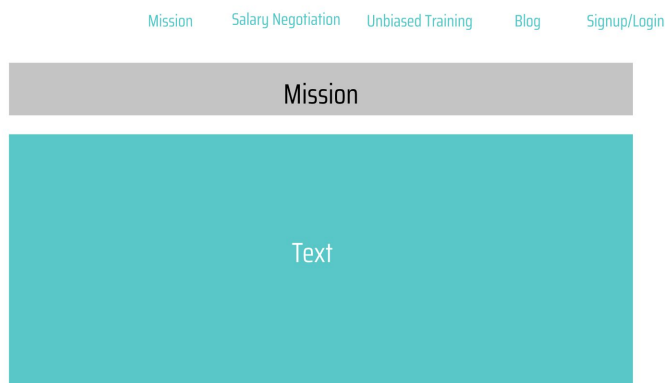 Mission Salary Negotiation Unbiased Training Blog Signup/Login
Mission
Text